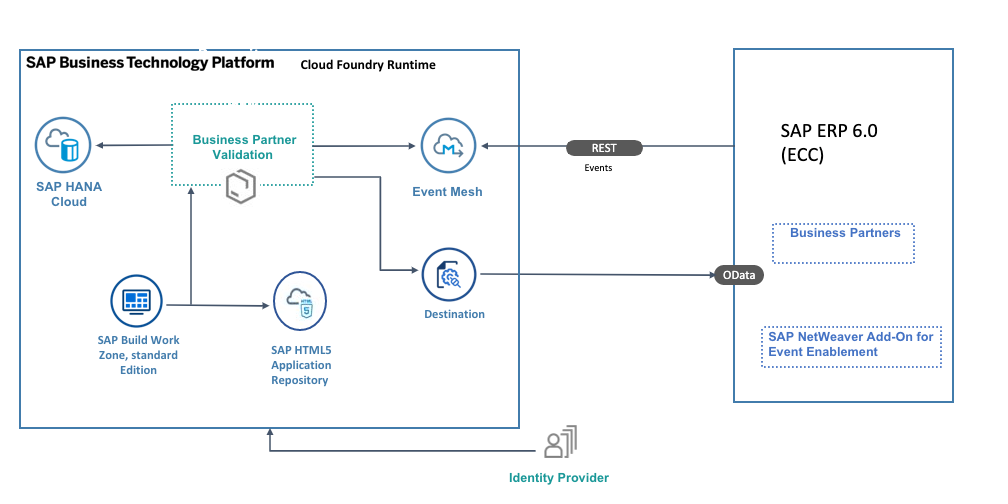 SAP Business Technology Platform
Cloud Foundry Runtime
Business Partner
Validation
SAP HANA
Cloud
M
Event Mesh
REST
Events
SAP ERP 6.0
(ECC)
Business Partners
OData
SAP NetWeaver Add-On for
Event Enablement
Destination
SAP Build Work
Zone, standard
Edition
HTML
5
SAP HTML5
Application
Repository
Identity Provider